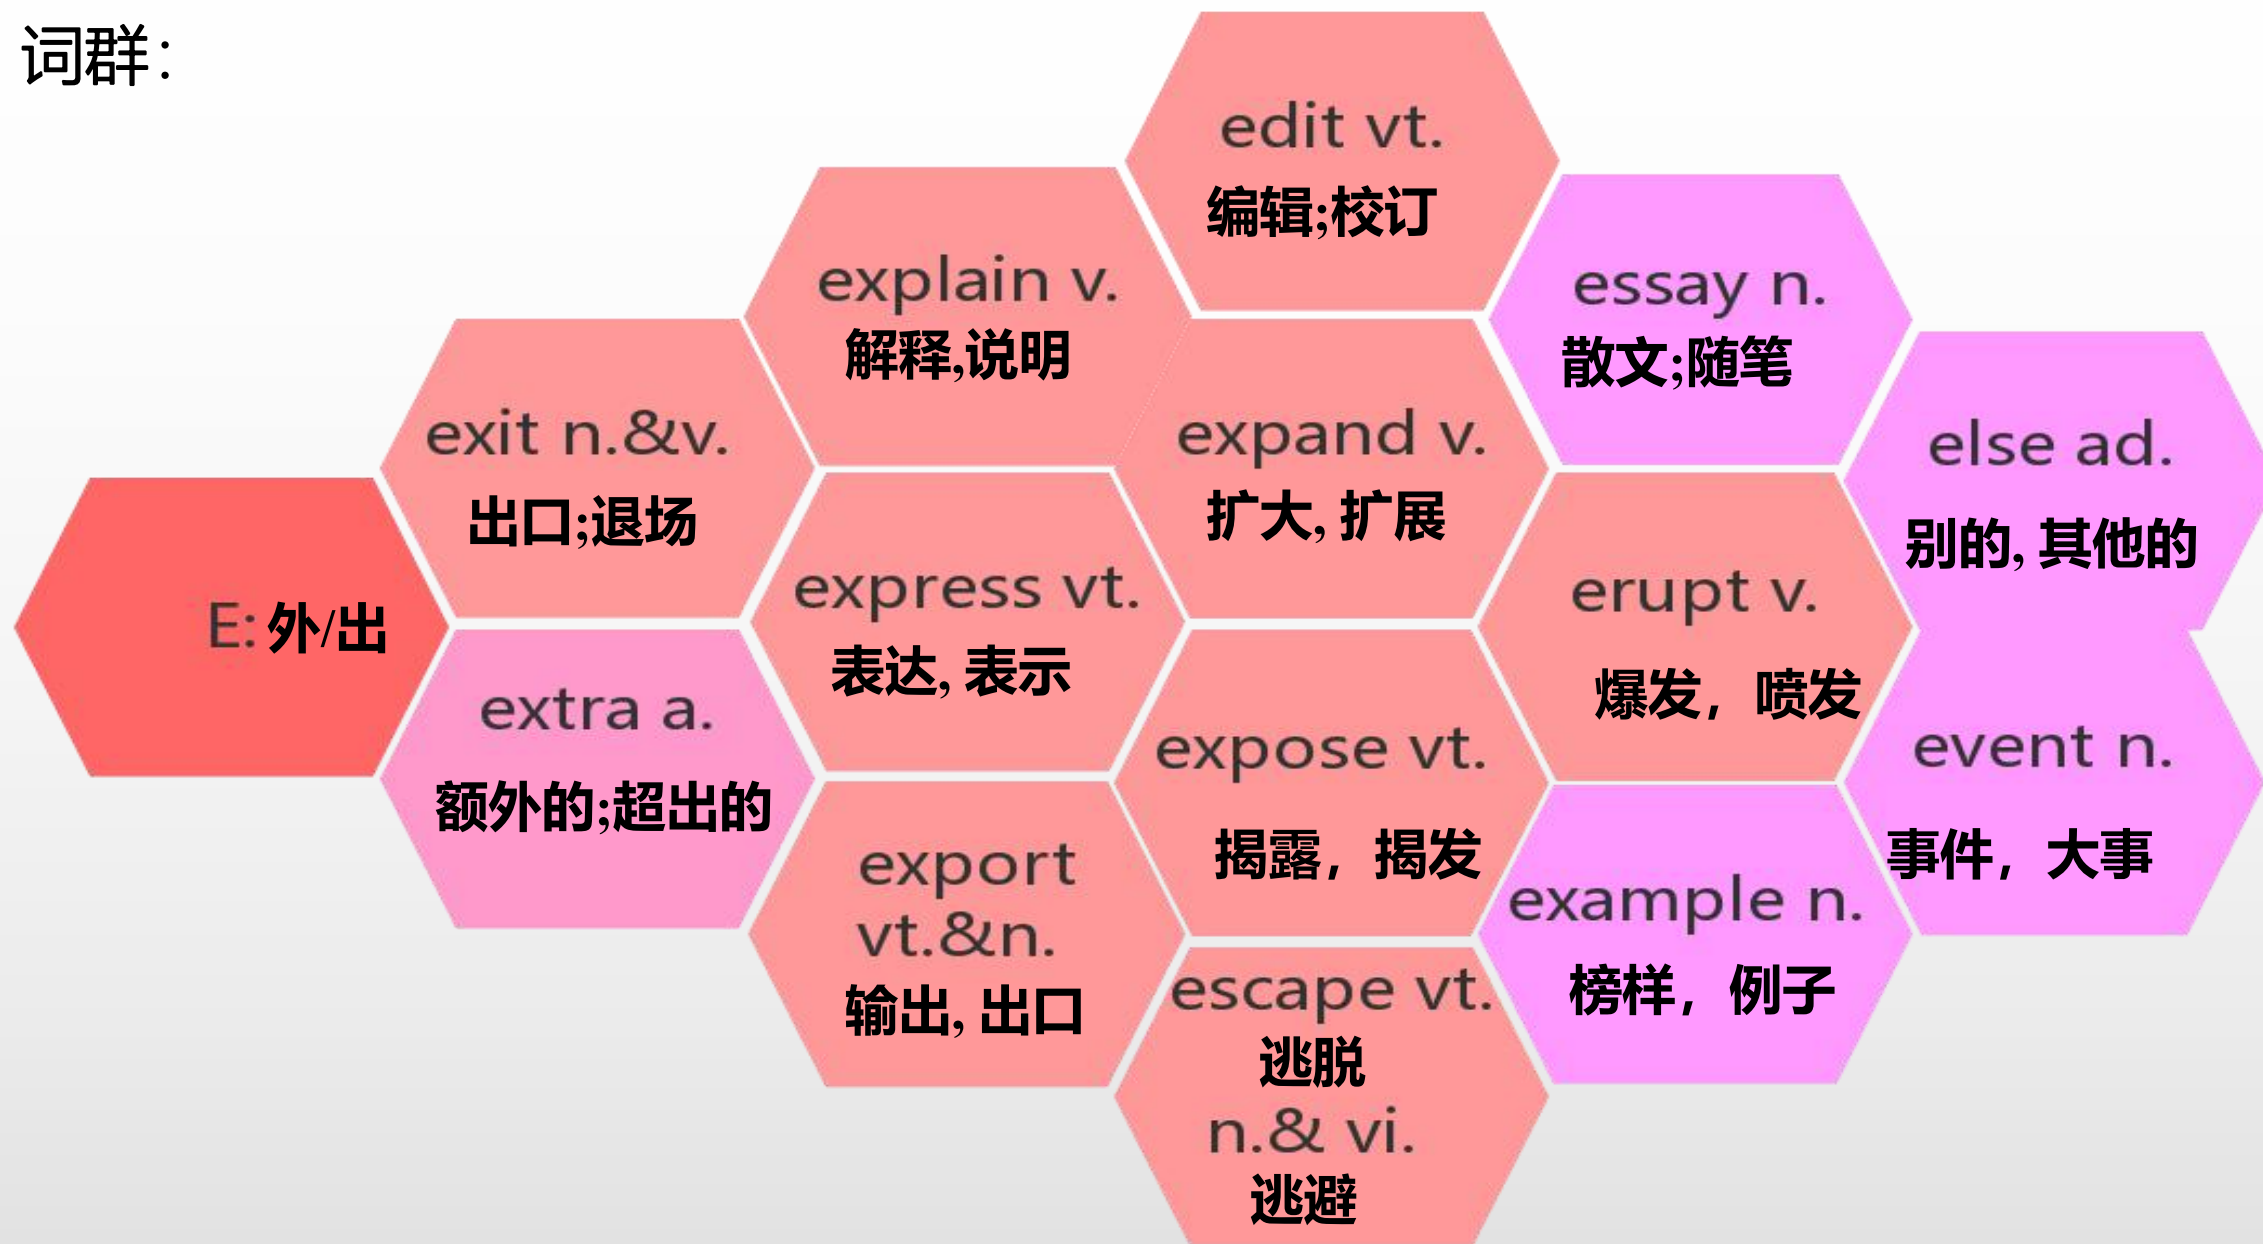 词群：
E: 外/出
exit n.&v.
出口;退场
extra a.
额外的;超出的
explain v.
解释,说明
express vt.
表达, 表示
export
vt.&n.
输出, 出口
edit vt.
编辑;校订
expand v.
扩大, 扩展
expose vt.
揭露，揭发
escape vt.
逃脱
n.& vi.
逃避
essay n.
散文;随笔
erupt v.
爆发，喷发
example n.
榜样，例子
else ad.
别的, 其他的
event n.
事件，大事